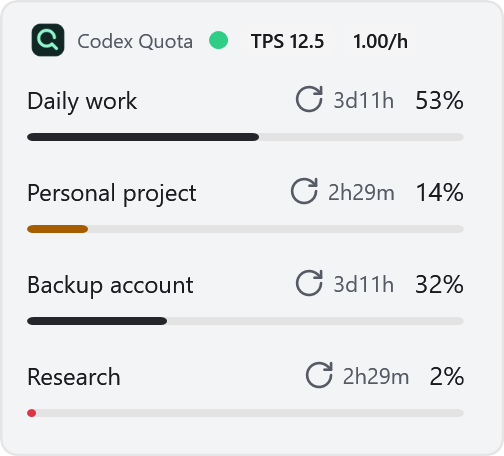 Codex Quota TPS 12.5 1.00/h
Daily work 3d11h 53%
Personal project 2h29m 14%
Backup account 3d11h 32%
Research 2h29m 2%